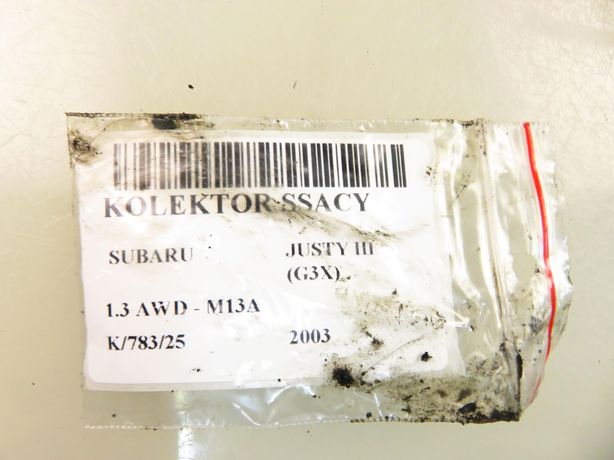 KOLEKTOR SSACY
SUBARU JUSTY III
(G3X)
1.3 AWD - M13A
K/783/25 2003